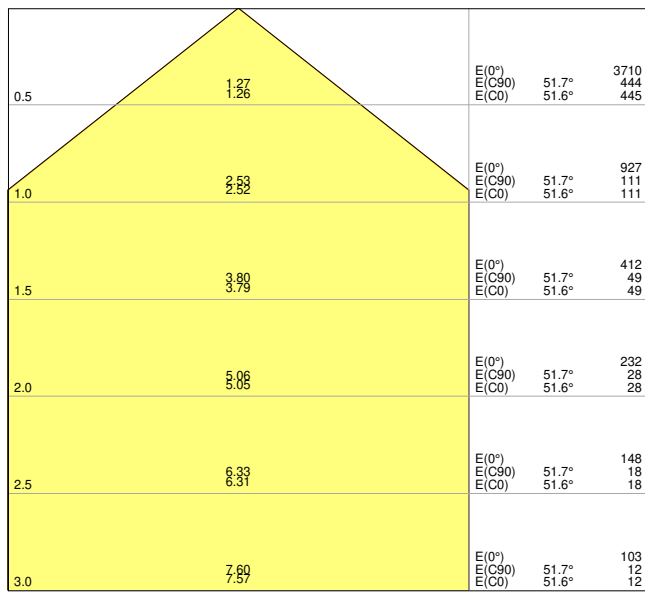 E(0°) 3710
1.27 E(C90) 51.7° 444
0.5 1.26 E(C0) 51.6° 445
E(0°) 927
2.53 E(C90) 51.7° 111
1.0 2.52 E(C0) 51.6° 111
E(0°) 412
3.80 E(C90) 51.7° 49
1.5 3.79 E(C0) 51.6° 49
E(0°) 232
5.06 E(C90) 51.7° 28
2.0 5.05 E(C0) 51.6° 28
E(0°) 148
6.33 E(C90) 51.7° 18
2.5 6.31 E(C0) 51.6° 18
E(0°) 103
7.60 E(C90) 51.7° 12
3.0 7.57 E(C0) 51.6° 12